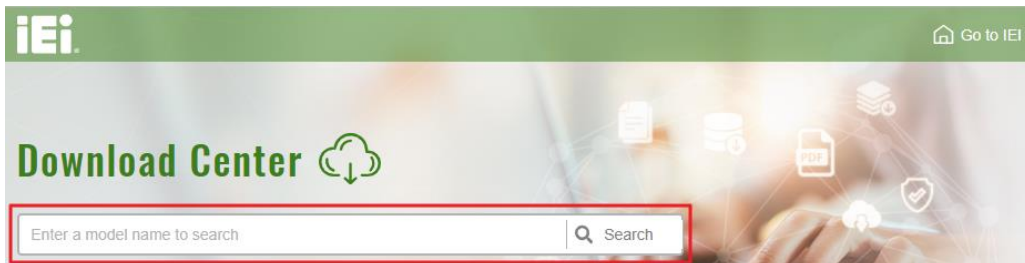 iEi
Go to IEI
Download Center
PDF
Enter a model name to search
Search